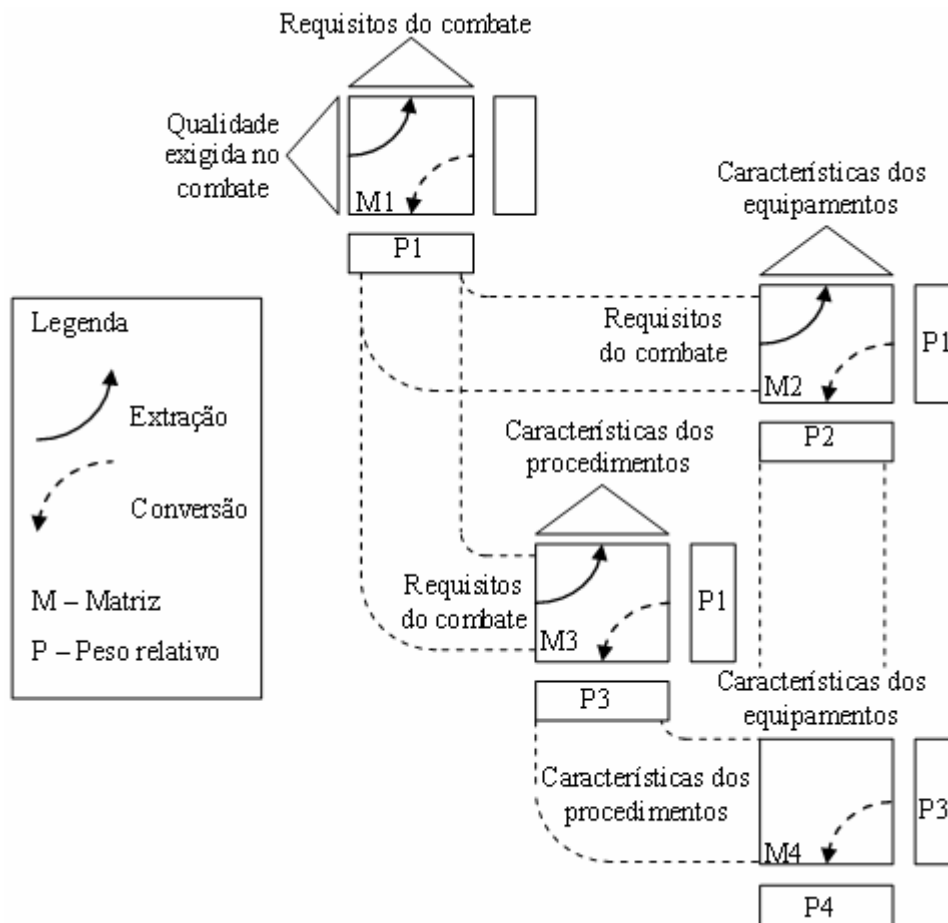 Requisitos do combate
Qualidade
exigida no
combate
M1
P1
Características dos
equipamentos
Requisitos
do combate
M2
P1
P2
Legenda
Extração
Conversão
M – Matriz
P – Peso relativo
Características dos
procedimentos
Requisitos
do combate
M3
P1
P3
Características dos
equipamentos
Características dos
procedimentos
M4
P3
P4